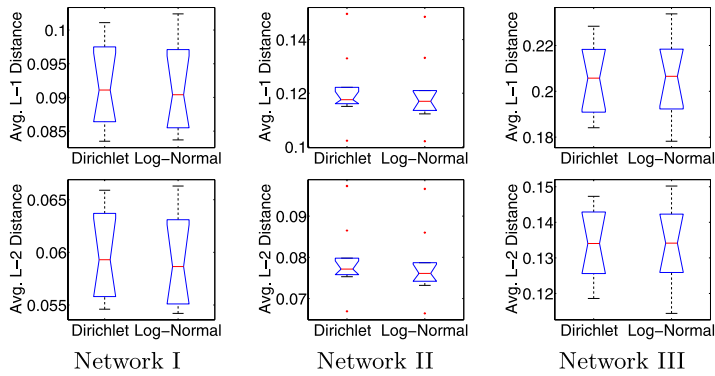 Avg. L−1 Distance
0.1
0.095
0.09
0.085
Dirichlet Log−Normal
Avg. L−1 Distance
0.14
0.12
0.1
Dirichlet Log−Normal
Avg. L−1 Distance
0.22
0.2
0.18
Dirichlet Log−Normal
Avg. L−2 Distance
0.065
0.06
0.055
Dirichlet Log−Normal
Avg. L−2 Distance
0.09
0.08
0.07
Dirichlet Log−Normal
Avg. L−2 Distance
0.15
0.14
0.13
0.12
Dirichlet Log−Normal
Network I
Network II
Network III